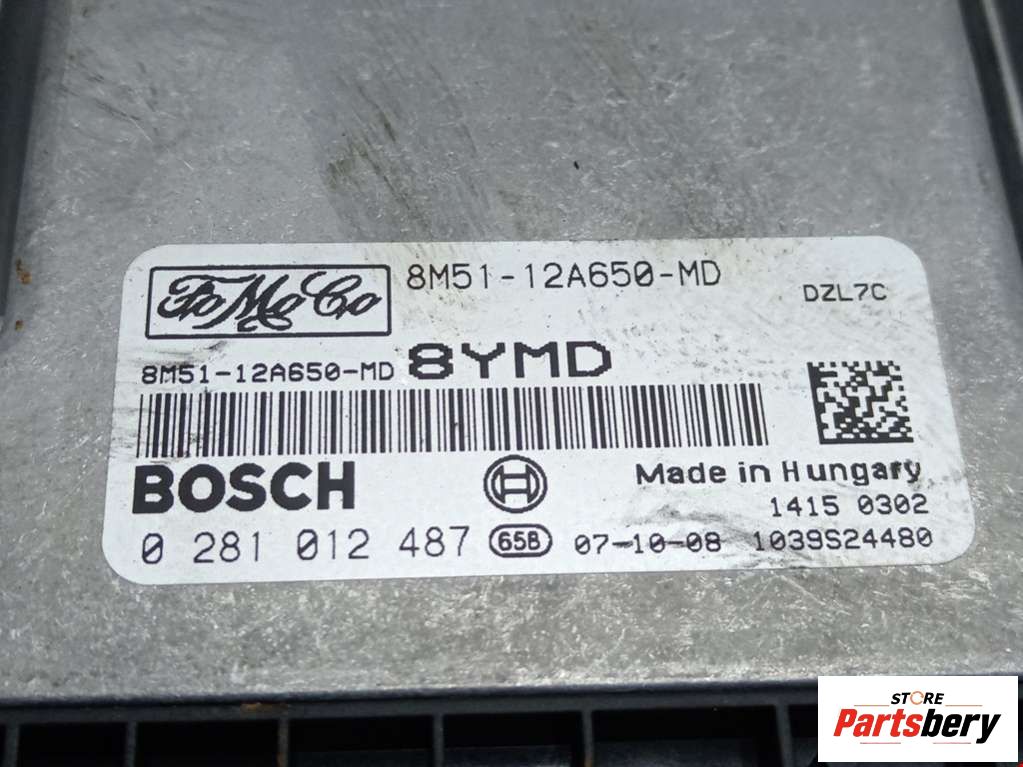 FoMoCo 8M51-12A650-MD
DZL7C
8M51-12A650-MD 8YMD
BOSCH
Made in Hungary
1415 0302
0 281 012 487 65B 07-10-08 1039S24480
STORE
Partsbery